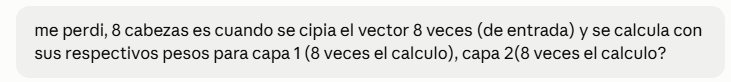 me perdi, 8 cabezas es cuando se cipia el vector 8 veces (de entrada) y se calcula con
sus respectivos pesos para capa 1 (8 veces el calculo), capa 2(8 veces el calculo?